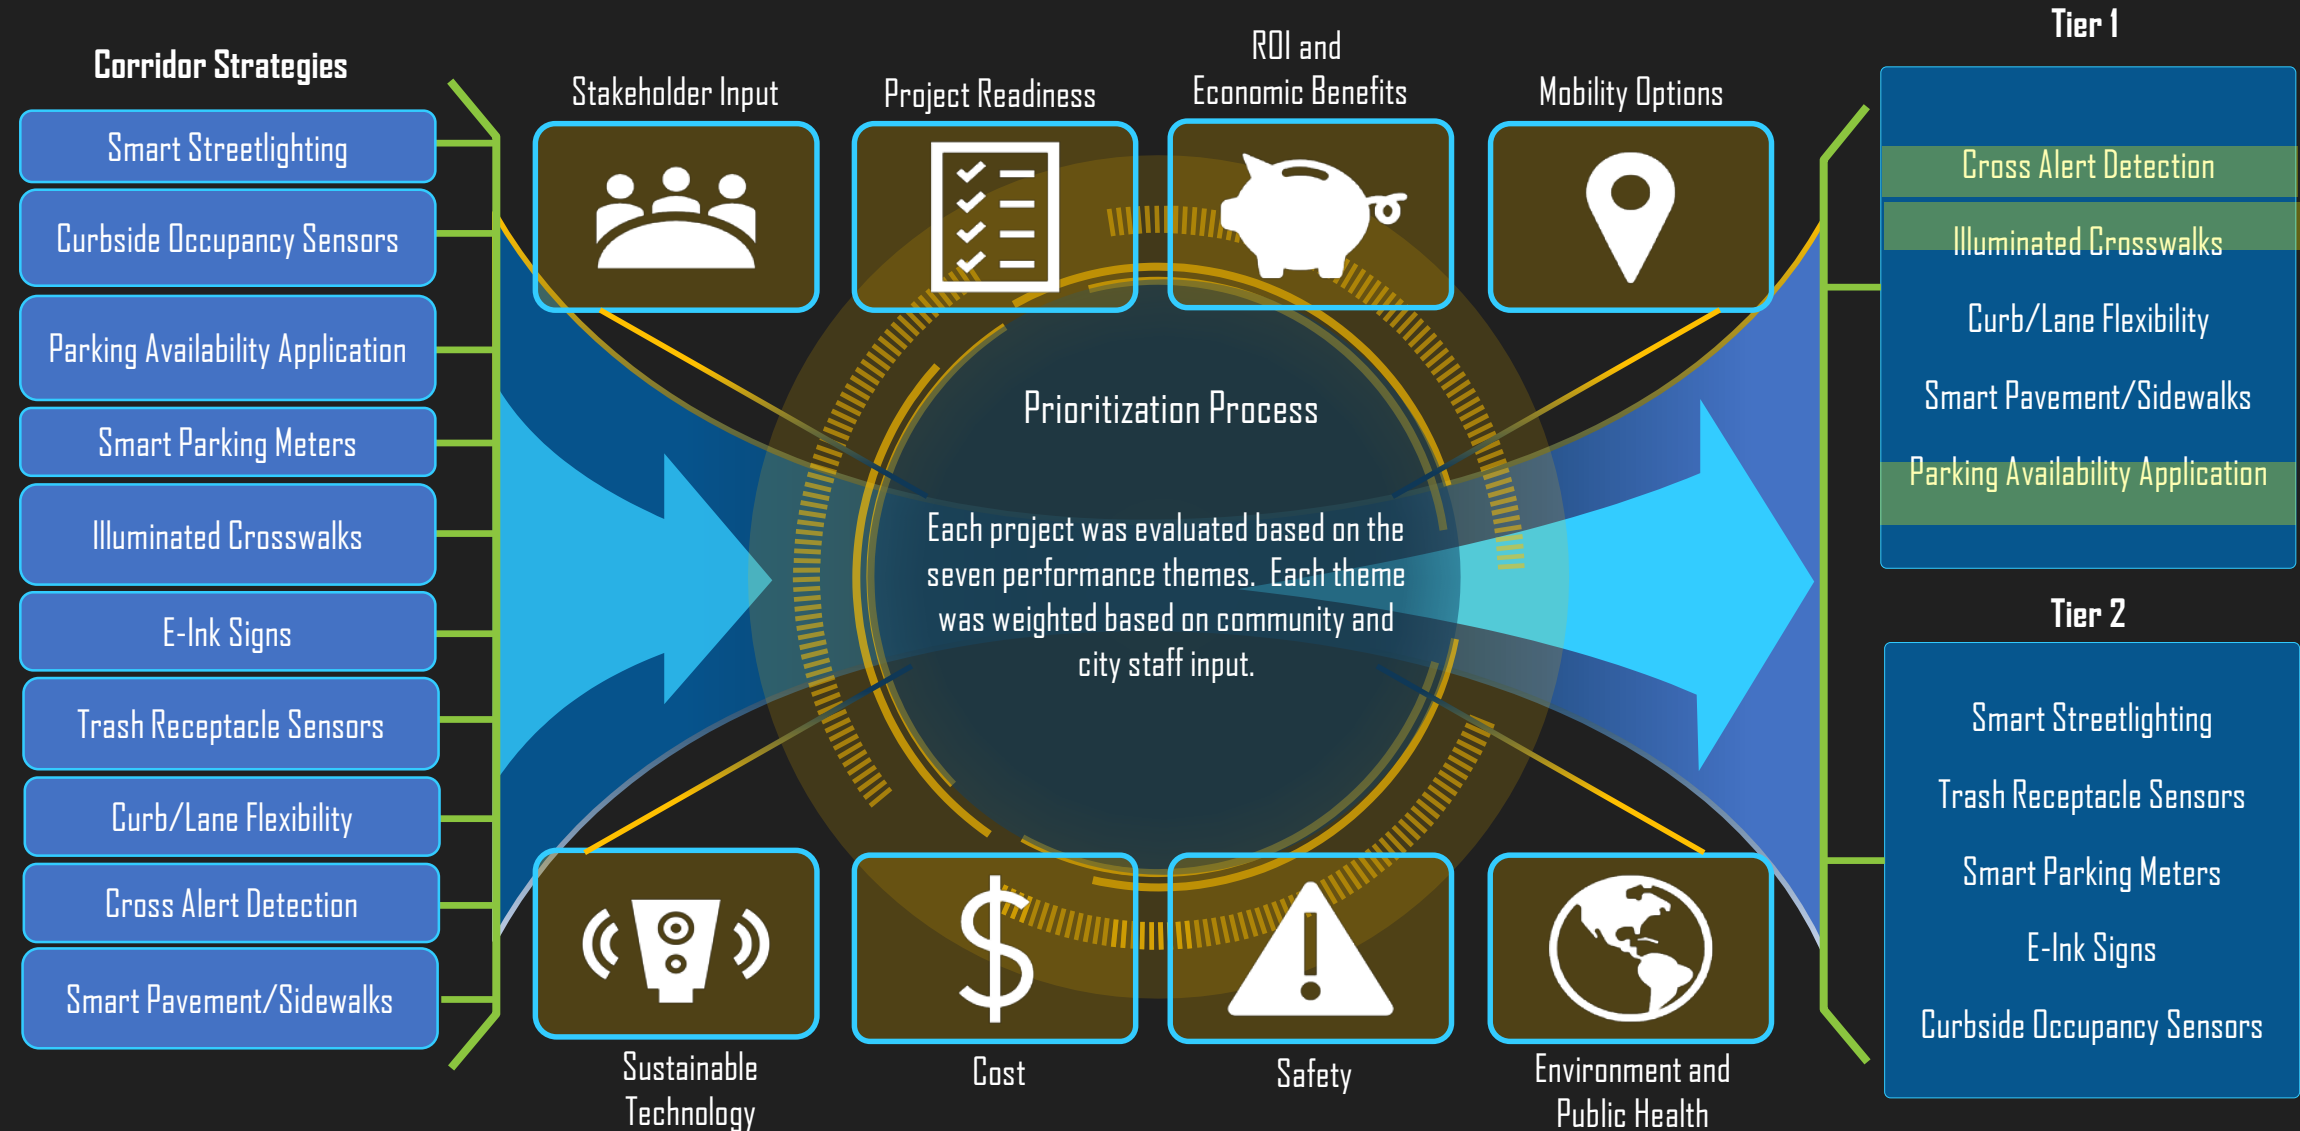 Corridor Strategies
Smart Streetlighting
Curbside Occupancy Sensors
Parking Availability Application
Smart Parking Meters
Illuminated Crosswalks
E-Ink Signs
Trash Receptacle Sensors
Curb/Lane Flexibility
Cross Alert Detection
Smart Pavement/Sidewalks
Stakeholder Input
Project Readiness
ROI and
Economic Benefits
Mobility Options
Prioritization Process
Each project was evaluated based on the
seven performance themes. Each theme
was weighted based on community and
city staff input.
Sustainable
Technology
Cost
Safety
Environment and
Public Health
Tier 1
Cross Alert Detection
Illuminated Crosswalks
Curb/Lane Flexibility
Smart Pavement/Sidewalks
Parking Availability Application
Tier 2
Smart Streetlighting
Trash Receptacle Sensors
Smart Parking Meters
E-Ink Signs
Curbside Occupancy Sensors